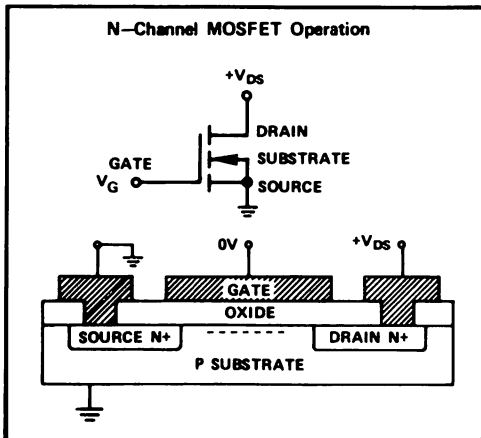 N–Channel MOSFET Operation
+VDS
DRAIN
GATE
SUBSTRATE
VG
SOURCE
0V
+VDS
GATE
OXIDE
SOURCE N+
DRAIN N+
P SUBSTRATE